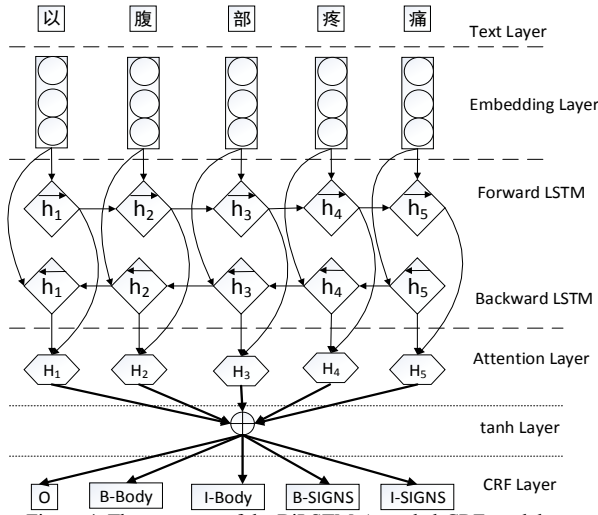 以 腹 部 疼 痛 Text Layer
Embedding Layer
h1 h2 h3 h4 h5 Forward LSTM
h1 h2 h3 h4 h5 Backward LSTM
H1 H2 H3 H4 H5 Attention Layer
tanh Layer
O B-Body I-Body B-SIGNS I-SIGNS CRF Layer